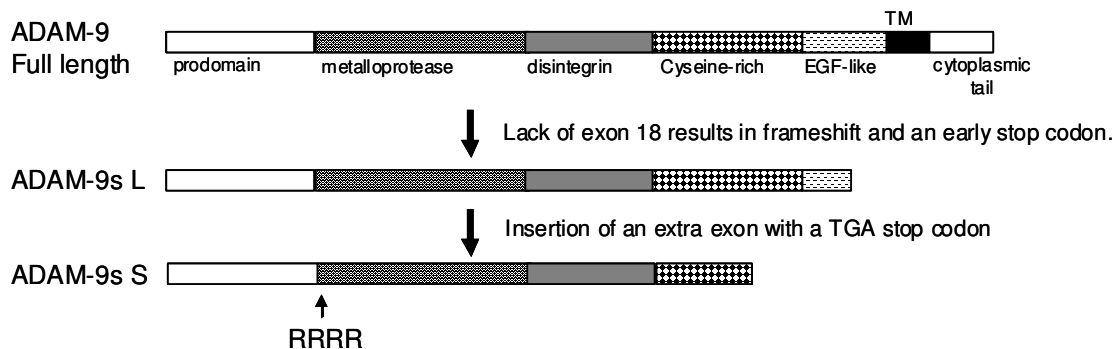 TM
ADAM-9
Full length
prodomain metalloprotease disintegrin Cyseine-rich EGF-like cytoplasmic
tail
Lack of exon 18 results in frameshift and an early stop codon.
ADAM-9s L
Insertion of an extra exon with a TGA stop codon
ADAM-9s S
RRRR